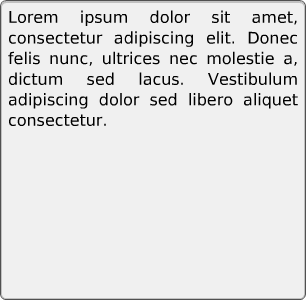 Lorem ipsum dolor sit amet,
consectetur adipiscing elit. Donec
felis nunc, ultrices nec molestie a,
dictum sed lacus. Vestibulum
adipiscing dolor sed libero aliquet
consectetur.